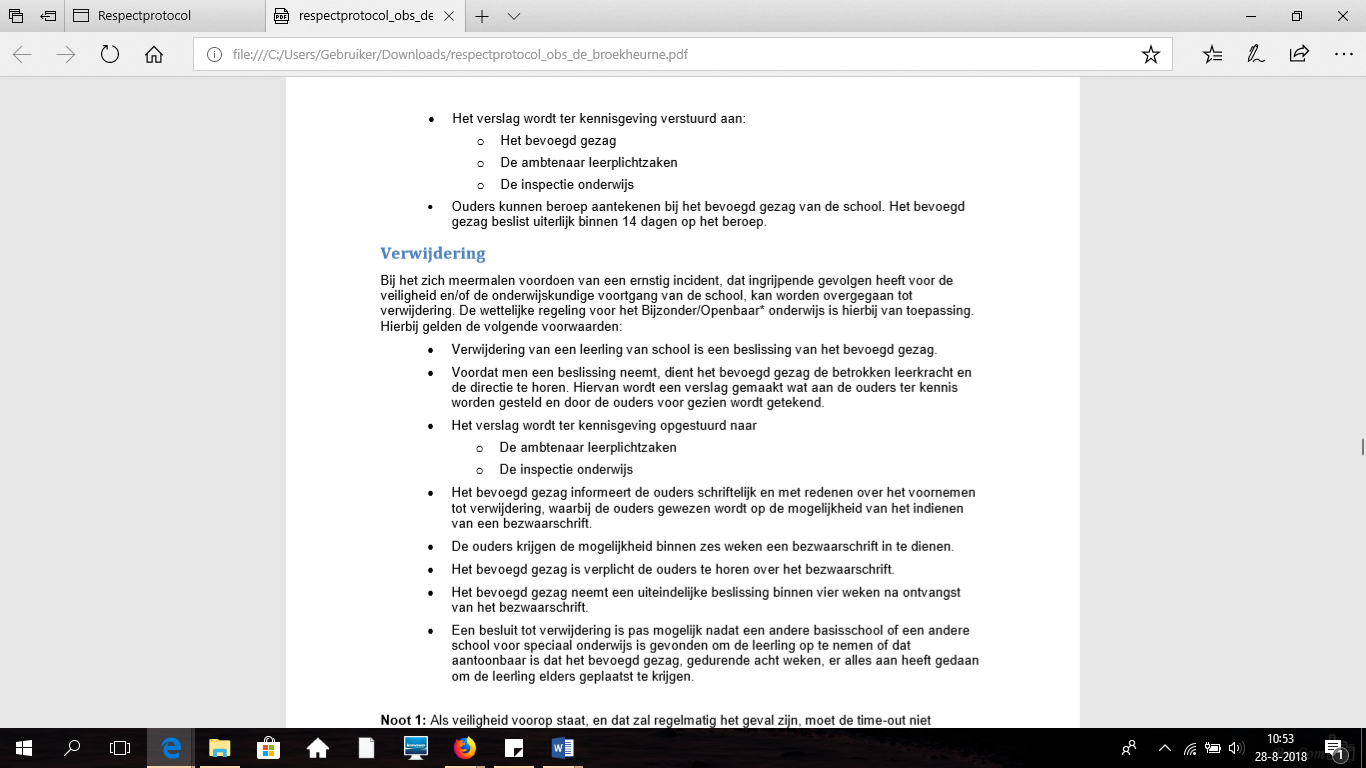 Respectprotocol
respectprotocol_obs_de
file:///C:/Users/Gebruiker/Downloads/respectprotocol_obs_de_broekheurne.pdf
• Het verslag wordt ter kennisgeving verstuurd aan:
o Het bevoegd gezag
o De ambtenaar leerplichtzaken
o De inspectie onderwijs
• Ouders kunnen beroep aantekenen bij het bevoegd gezag van de school. Het bevoegd
gezag beslist uiterlijk binnen 14 dagen op het beroep.
Verwijdering
Bij het zich meermalen voordoen van een ernstig incident, dat ingrijpende gevolgen heeft voor de
veiligheid en/of de onderwijskundige voortgang van de school, kan worden overgegaan tot
verwijdering. De wettelijke regeling voor het Bijzonder/Openbaar* onderwijs is hierbij van toepassing.
Hierbij gelden de volgende voorwaarden:
• Verwijdering van een leerling van school is een beslissing van het bevoegd gezag.
• Voordat men een beslissing neemt, dient het bevoegd gezag de betrokken leerkracht en
de directie te horen. Hiervan wordt een verslag gemaakt wat aan de ouders ter kennis
worden gesteld en door de ouders voor gezien wordt getekend.
• Het verslag wordt ter kennisgeving opgestuurd naar
o De ambtenaar leerplichtzaken
o De inspectie onderwijs
• Het bevoegd gezag informeert de ouders schriftelijk en met redenen over het voornemen
tot verwijdering, waarbij de ouders gewezen wordt op de mogelijkheid van het indienen
van een bezwaarschrift.
• De ouders krijgen de mogelijkheid binnen zes weken een bezwaarschrift in te dienen.
• Het bevoegd gezag is verplicht de ouders te horen over het bezwaarschrift.
• Het bevoegd gezag neemt een uiteindelijke beslissing binnen vier weken na ontvangst
van het bezwaarschrift.
• Een besluit tot verwijdering is pas mogelijk nadat een andere basisschool of een andere
school voor speciaal onderwijs is gevonden om de leerling op te nemen of dat
aantoonbaar is dat het bevoegd gezag, gedurende acht weken, er alles aan heeft gedaan
om de leerling elders geplaatst te krijgen.
Noot 1: Als veiligheid voorop staat, en dat zal regelmatig het geval zijn, moet de time-out niet
10:53
28-8-2018
1